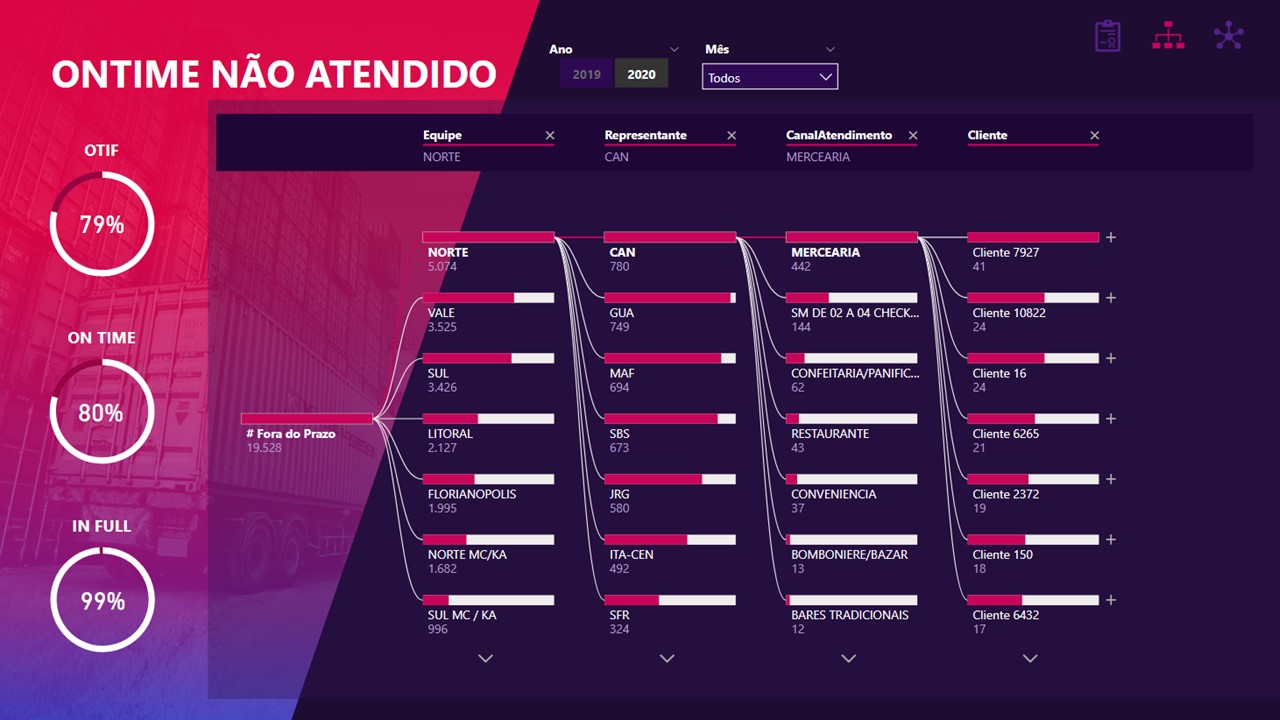 ONTIME NÃO ATENDIDO
Ano
2019
2020
Mês
Todos
OTIF
79%
ON TIME
80%
IN FULL
99%
Equipe
NORTE
Representante
CAN
CanalAtendimento
MERCEARIA
Cliente
# Fora do Prazo
19.528
NORTE
5.074
VALE
3.525
SUL
3.426
LITORAL
2.127
FLORIANOPOLIS
1.995
NORTE MC/KA
1.682
SUL MC / KA
996
CAN
780
GUA
749
MAF
694
SBS
673
JRG
580
ITA-CEN
492
SFR
324
MERCEARIA
442
SM DE 02 A 04 CHECK...
144
CONFEITARIA/PANIFIC...
62
RESTAURANTE
43
CONVENIENCIA
37
BOMBONIERE/BAZAR
13
BARES TRADICIONAIS
12
Cliente 7927
41
Cliente 10822
24
Cliente 16
24
Cliente 6265
21
Cliente 2372
19
Cliente 150
18
Cliente 6432
17